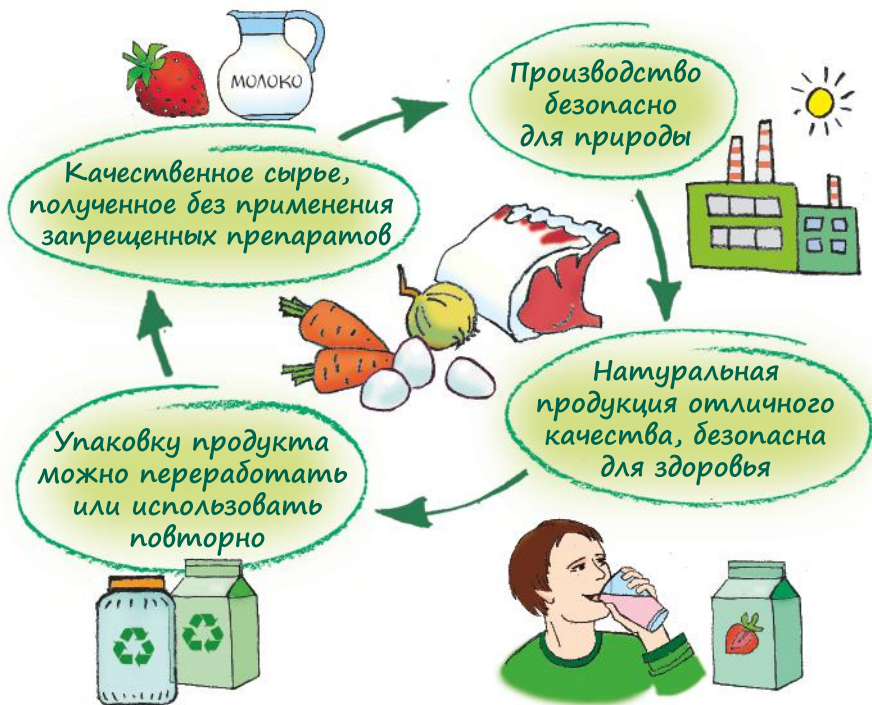 МОЛОКО
Качественное сырье,
полученное без применения
запрещенных препаратов
Производство
безопасно
для природы
Натуральная
продукция отличного
качества, безопасна
для здоровья
Упаковку продукта
можно переработать
или использовать
повторно